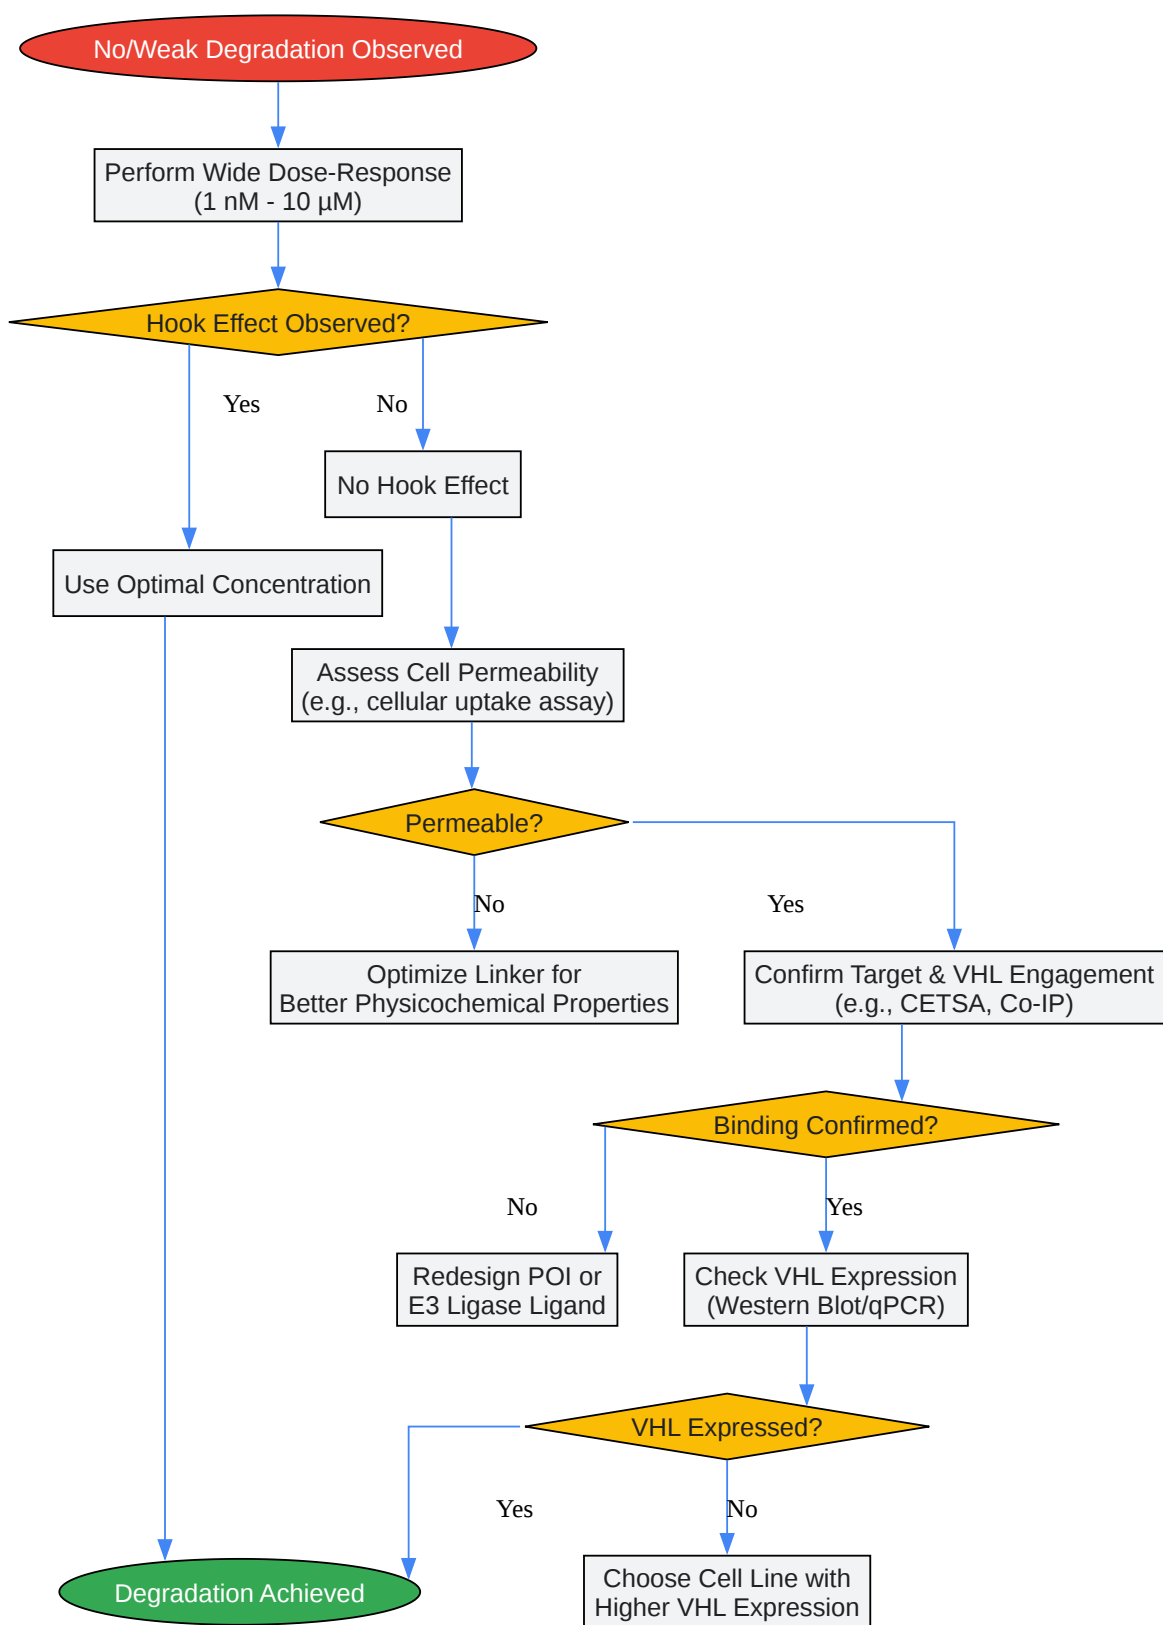 No/Weak Degradation Observed
Perform Wide Dose-Response
(1 nM - 10 µM)
Hook Effect Observed?
Yes
No
No Hook Effect
Use Optimal Concentration
Assess Cell Permeability
(e.g., cellular uptake assay)
Permeable?
No
Yes
Optimize Linker for
Better Physicochemical Properties
Confirm Target & VHL Engagement
(e.g., CETSA, Co-IP)
Binding Confirmed?
No
Yes
Redesign POI or
E3 Ligase Ligand
Check VHL Expression
(Western Blot/qPCR)
VHL Expressed?
Yes
No
Degradation Achieved
Choose Cell Line with
Higher VHL Expression